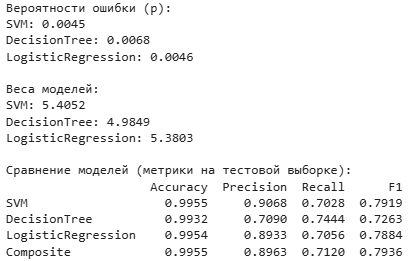 Вероятности ошибки (p):
SVM: 0.0045
DecisionTree: 0.0068
LogisticRegression: 0.0046
Веса моделей:
SVM: 5.4052
DecisionTree: 4.9849
LogisticRegression: 5.3803
Сравнение моделей (метрики на тестовой выборке):
Accuracy Precision Recall F1
SVM 0.9955 0.9068 0.7028 0.7919
DecisionTree 0.9932 0.7090 0.7444 0.7263
LogisticRegression 0.9954 0.8933 0.7056 0.7884
Composite 0.9955 0.8963 0.7120 0.7936